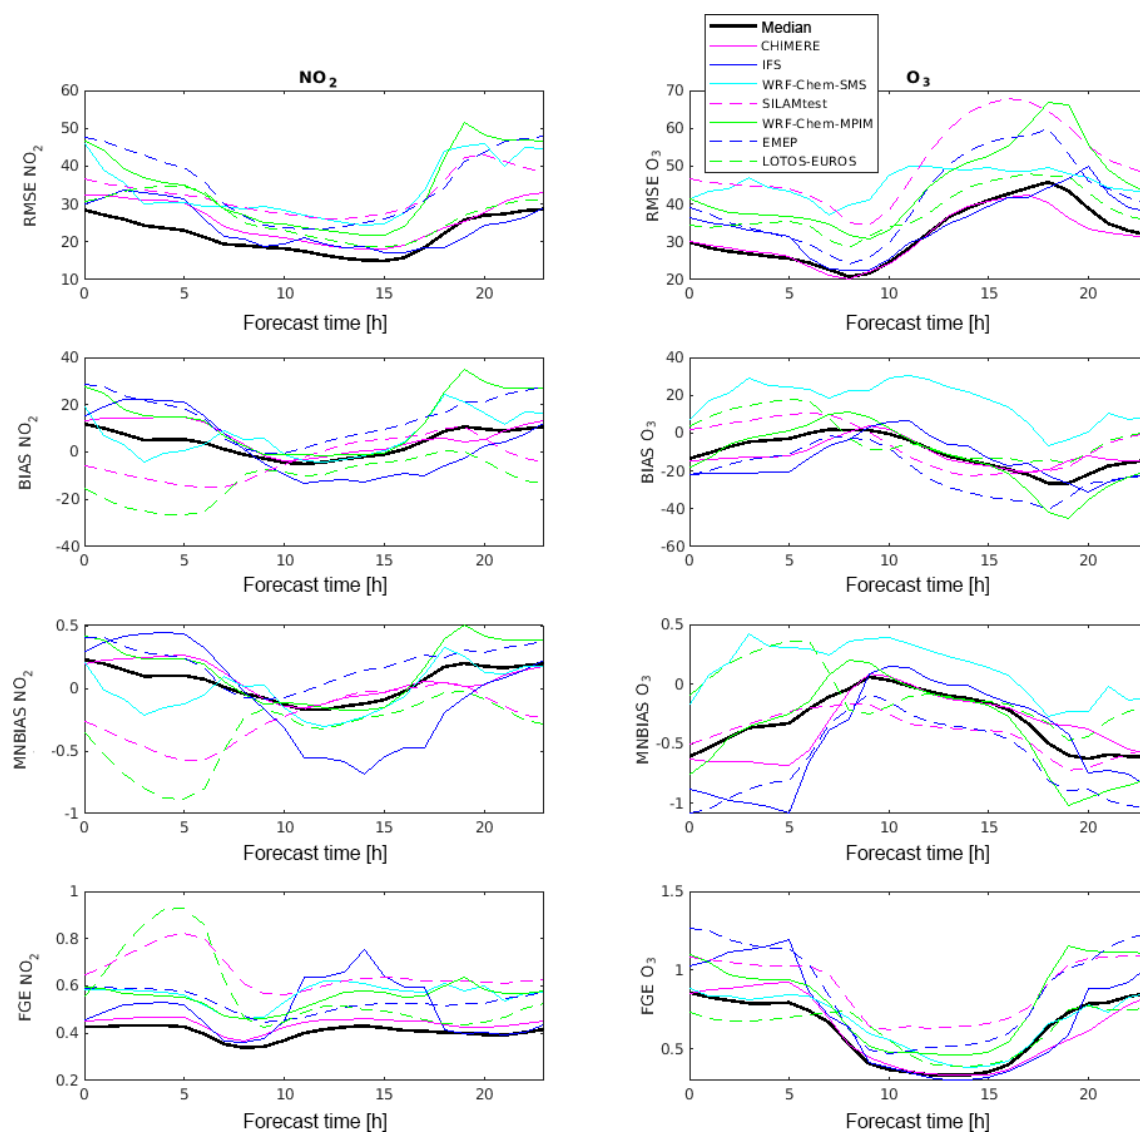 Median
CHIMERE
IFS
WRF-Chem-SMS
SILAMtest
WRF-Chem-MPIM
EMEP
LOTOS-EUROS
NO2
60
50
40
30
20
10
RMSE NO2
0 5 10 15 20
Forecast time [h]
O3
70
60
50
40
30
20
RMSE O3
0 5 10 15 20
Forecast time [h]
40
20
0
-20
-40
BIAS NO2
0 5 10 15 20
Forecast time [h]
40
20
0
-20
-40
-60
BIAS O3
0 5 10 15 20
Forecast time [h]
0.5
0
-0.5
-1
MNBIAS NO2
0 5 10 15 20
Forecast time [h]
0.5
0
-0.5
-1
MNBIAS O3
0 5 10 15 20
Forecast time [h]
1
0.8
0.6
0.4
0.2
FGE NO2
0 5 10 15 20
Forecast time [h]
1.5
1
0.5
FGE O3
0 5 10 15 20
Forecast time [h]